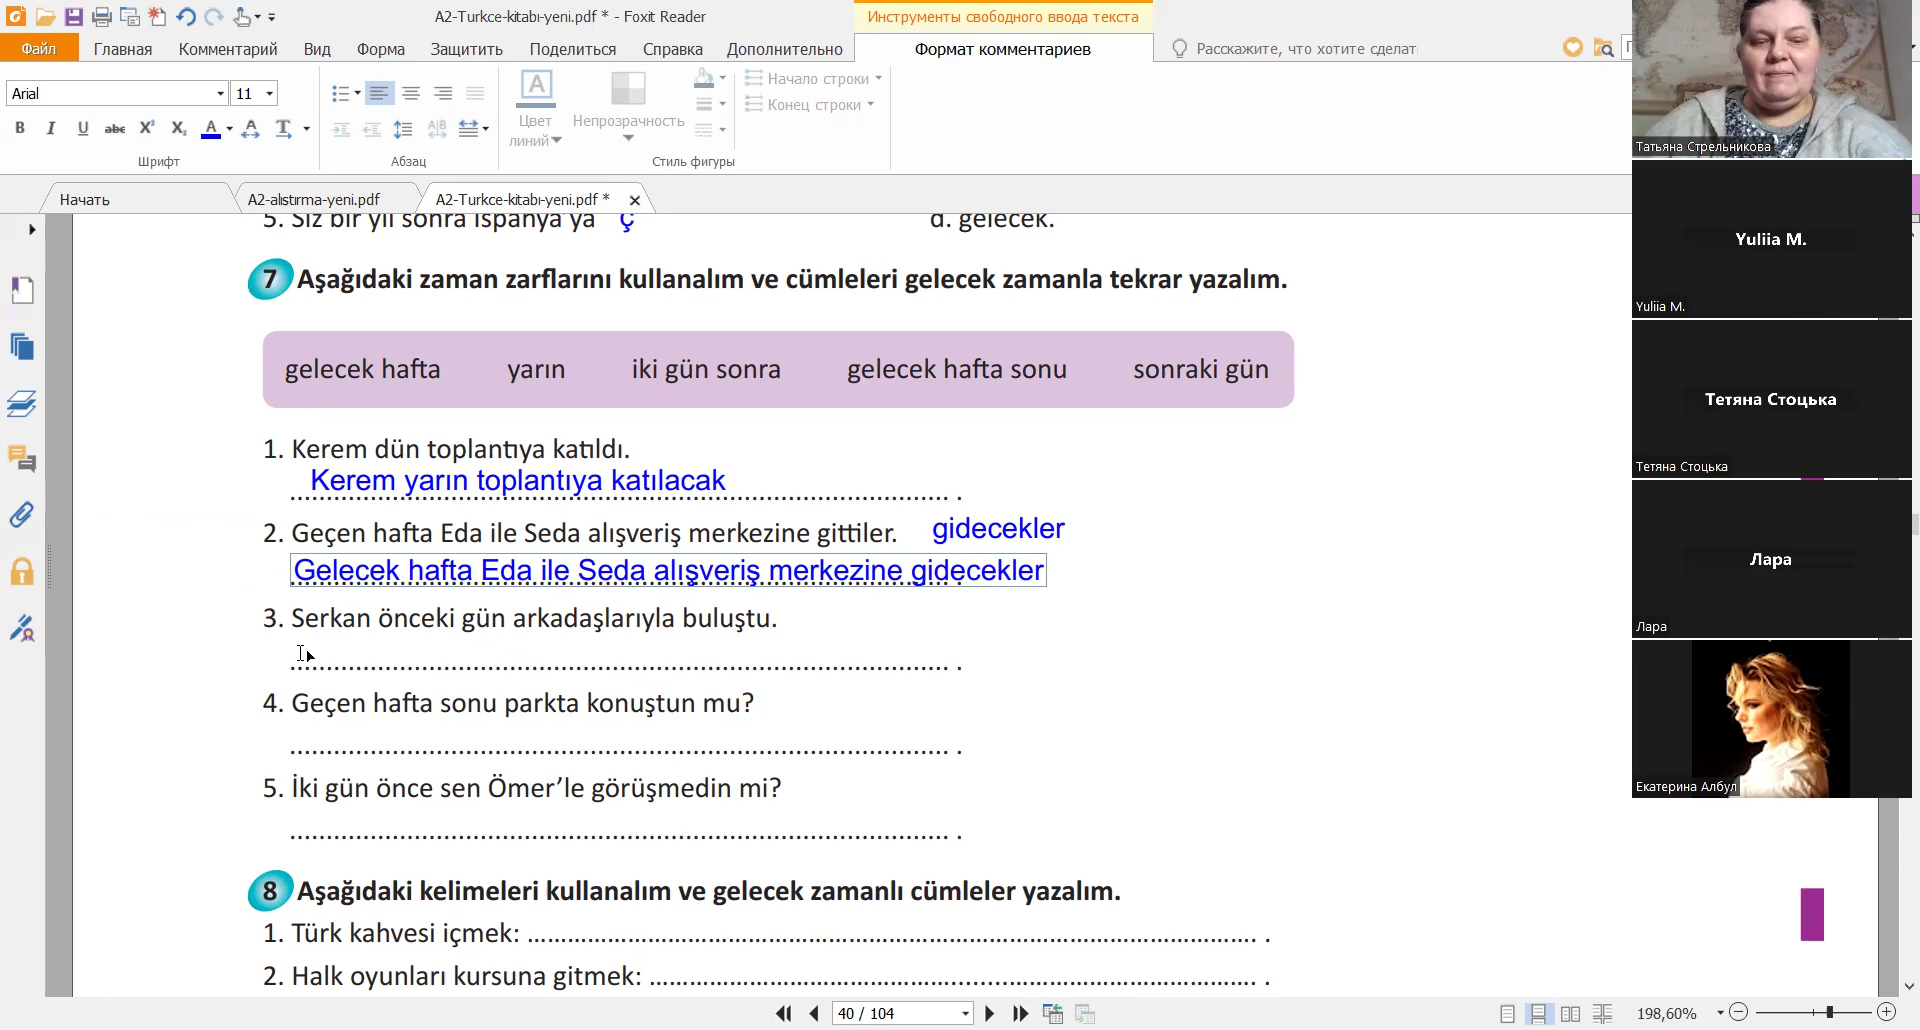 A2-Turkce-kitabı-yeni.pdf * - Foxit Reader
Инструменты свободного ввода текста
Файл
Главная
Комментарий
Вид
Форма
Защитить
Поделиться
Справка
Дополнительно
Формат комментариев
Расскажите, что хотите сделат
Arial
11
Цвет линий
Непрозрачность
Начало строки
Конец строки
Шрифт
Абзац
Стиль фигуры
Начать
A2-alıstırma-yeni.pdf
A2-Turkce-kitabı-yeni.pdf *
5. Siz bir yıl sonra İspanya'ya ç d. gelecek.
7 Aşağıdaki zaman zarflarını kullanalım ve cümleleri gelecek zamanla tekrar yazalım.
gelecek hafta yarın iki gün sonra gelecek hafta sonu sonraki gün
1. Kerem dün toplantıya katıldı.
Kerem yarın toplantıya katılacak
2. Geçen hafta Eda ile Seda alışveriş merkezine gittiler. gidecekler
Gelecek hafta Eda ile Seda alışveriş merkezine gidecekler
3. Serkan önceki gün arkadaşlarıyla buluştu.
4. Geçen hafta sonu parkta konuştun mu?
5. İki gün önce sen Ömer’le görüşmedin mi?
8 Aşağıdaki kelimeleri kullanalım ve gelecek zamanlı cümleler yazalım.
1. Türk kahvesi içmek:
2. Halk oyunları kursuna gitmek:
40 / 104
198,60%
Татьяна Стрельникова
Yuliia M.
Yuliia M.
Тетяна Стоцька
Тетяна Стоцька
Лара
Лара
Екатерина Албул